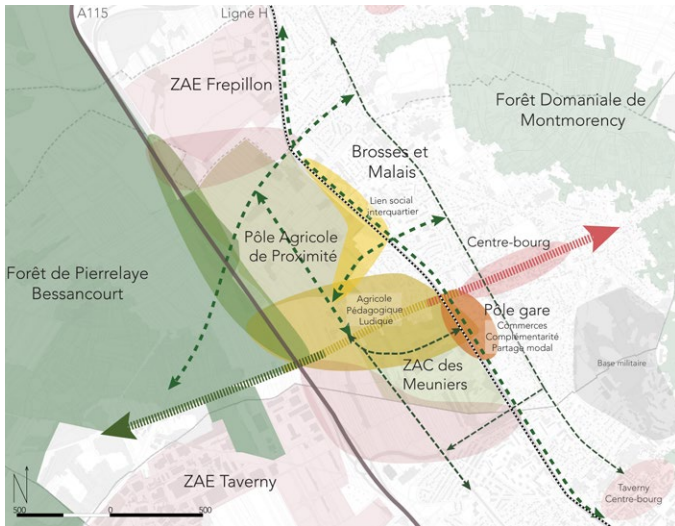 A115
Ligne H
ZAE Frepillon
Forêt Domaniale de
Montmorency
Brosses et
Malais
Lien social
interquartier
Pôle Agricole
de Proximité
Centre-bourg
Forêt de Pierrelaye
Bessancourt
Agricole
Pédagogique
Ludique
Pôle gare
Commerces
Complémentarité
Partage modal
ZAC des
Meuniers
Base militaire
ZAE Taverny
Taverny
Centre-bourg
N
500
0
500